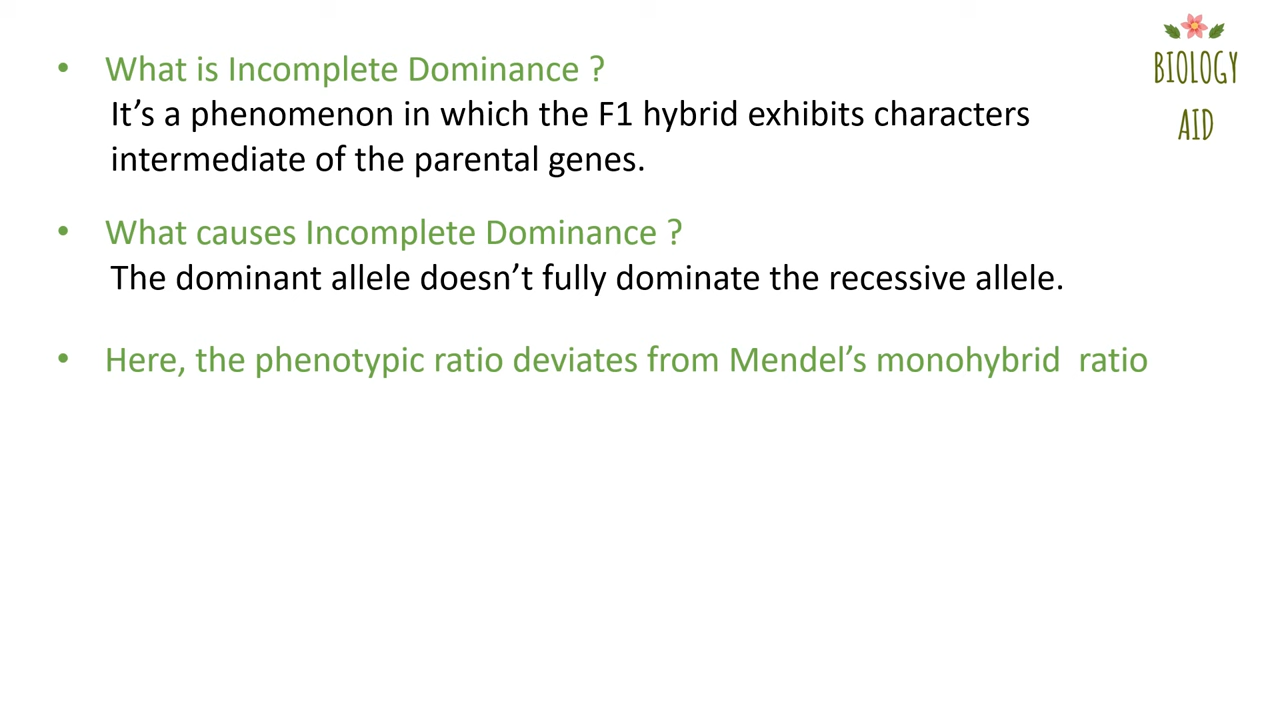 • What is Incomplete Dominance ?
It’s a phenomenon in which the F1 hybrid exhibits characters
intermediate of the parental genes.
• What causes Incomplete Dominance ?
The dominant allele doesn’t fully dominate the recessive allele.
• Here, the phenotypic ratio deviates from Mendel’s monohybrid  ratio
BIOLOGY
AID